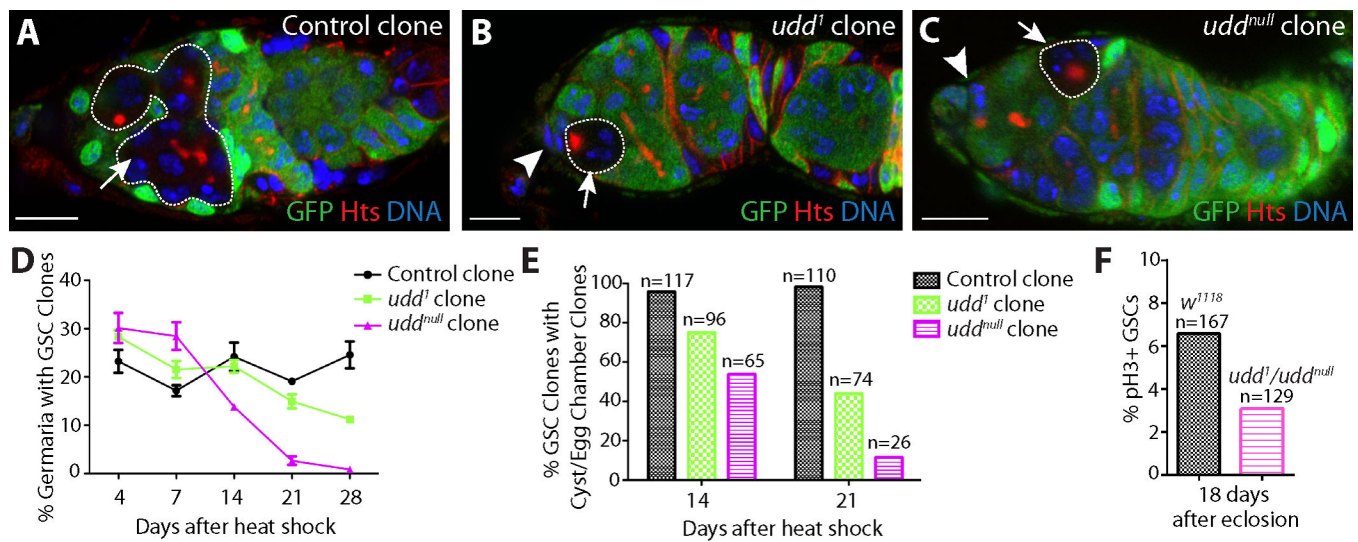 A
Control clone
GFP Hts DNA
B
udd¹ clone
GFP Hts DNA
C
uddⁿᵘˡˡ clone
GFP Hts DNA
D
% Germaria with GSC Clones
40
30
20
10
0
4 7 14 21 28
Days after heat shock
Control clone
udd¹ clone
uddⁿᵘˡˡ clone
E
% GSC Clones with
Cyst/Egg Chamber Clones
100
80
60
40
20
0
n=117
n=96
n=65
n=110
n=74
n=26
14 21
Days after heat shock
Control clone
udd¹ clone
uddⁿᵘˡˡ clone
F
% pH3+ GSCs
10
8
6
4
2
0
w¹¹¹⁸
n=167
udd¹/uddⁿᵘˡˡ
n=129
18 days
after eclosion